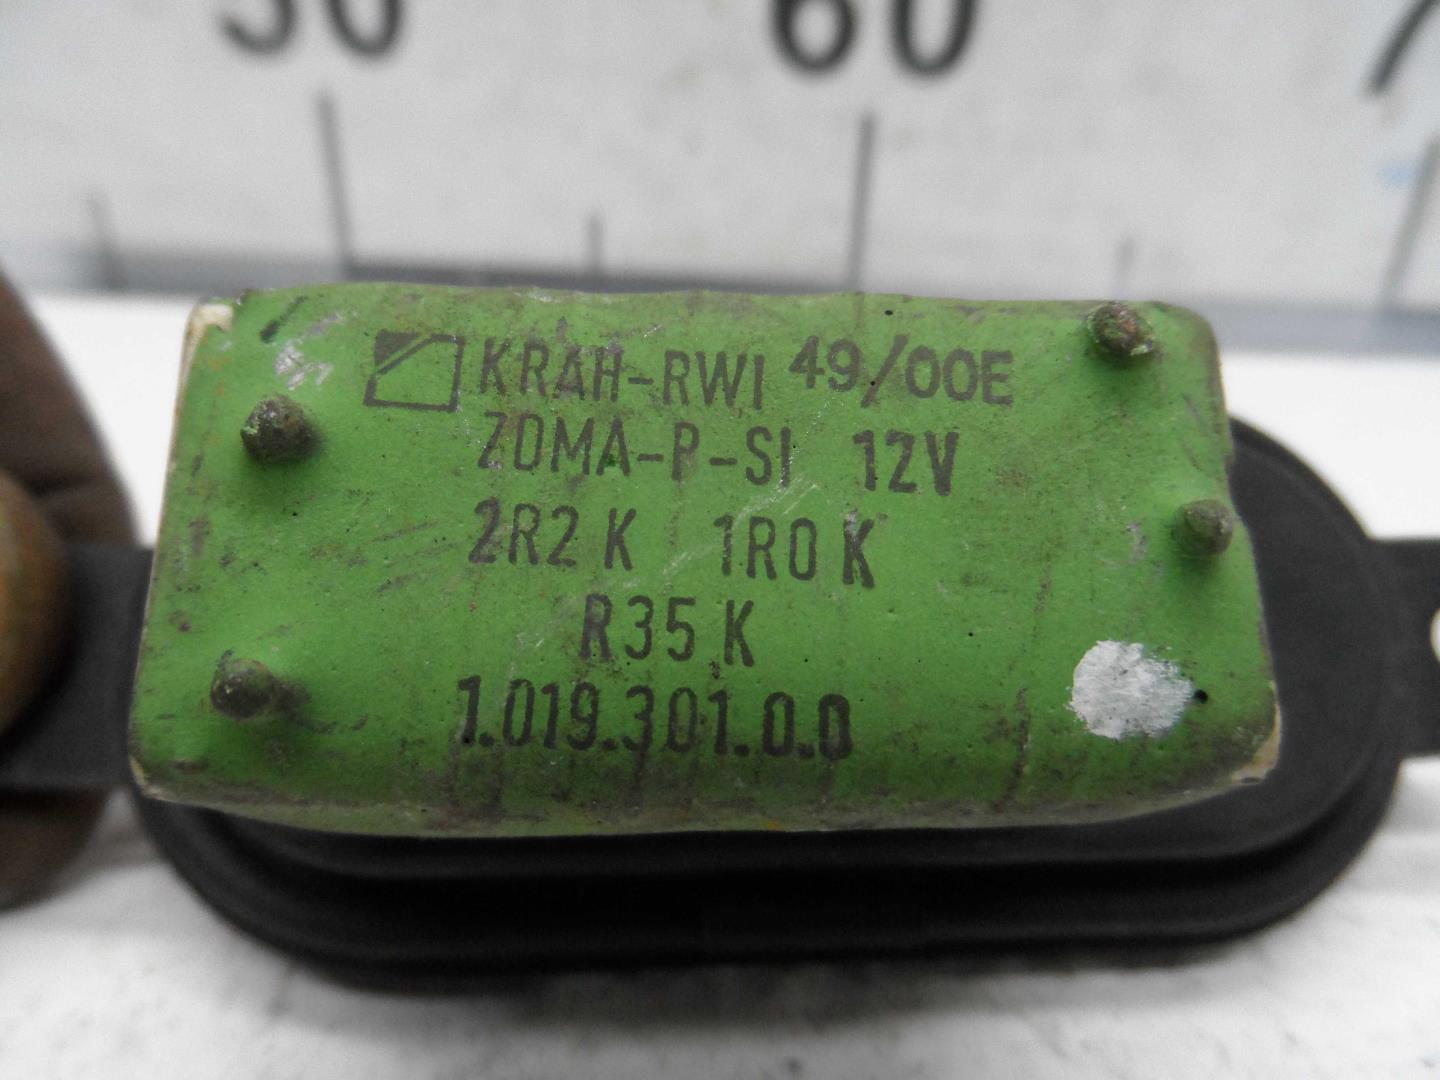 60
KRAH-RWI 49/00E
ZDMA-P-SI 12V
2R2 K 1R0 K
R35 K
1.019.301.0.0